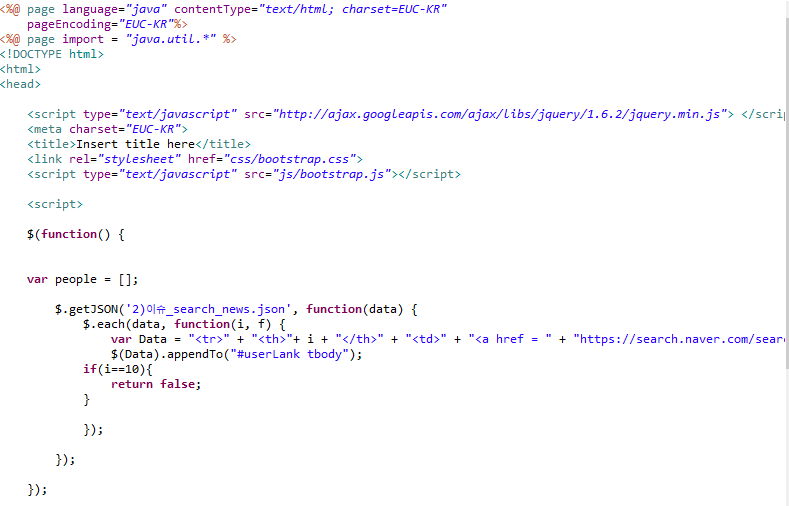 <%@ page language="java" contentType="text/html; charset=EUC-KR"
pageEncoding="EUC-KR"%>
<%@ page import = "java.util.*" %>
<!DOCTYPE html>
<html>
<head>
<script type="text/javascript" src="http://ajax.googleapis.com/ajax/libs/jquery/1.6.2/jquery.min.js"> </scrip
<meta charset="EUC-KR">
<title>Insert title here</title>
<link rel="stylesheet" href="css/bootstrap.css">
<script type="text/javascript" src="js/bootstrap.js"></script>
<script>
$(function() {
var people = [];
$.getJSON('2)이슈_search_news.json', function(data) {
$.each(data, function(i, f) {
var Data = "<tr>" + "<th>"+ i + "</th>" + "<td>" + "<a href = " + "https://search.naver.com/sear
$(Data).appendTo("#userLank tbody");
if(i==10){
return false;
}
});
});
});